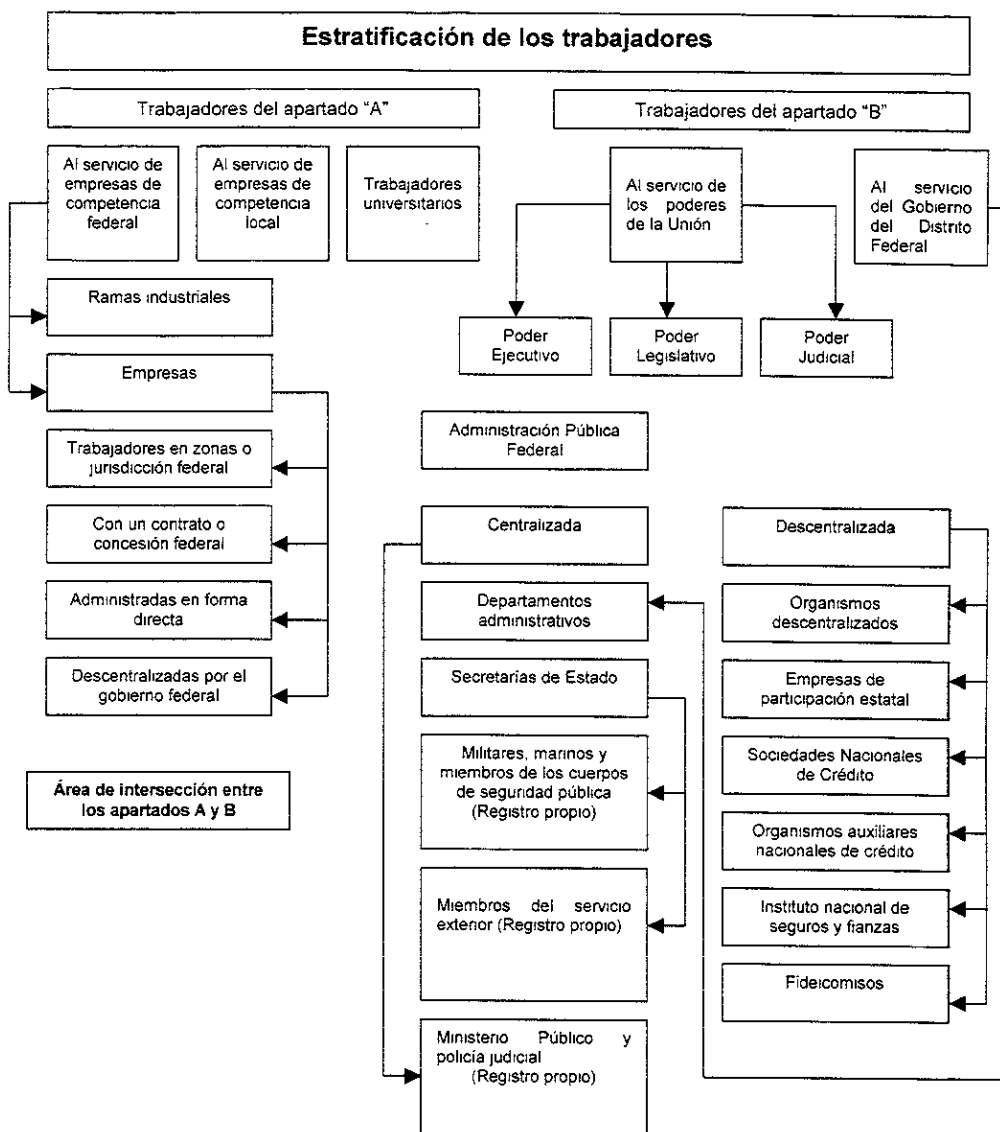 Estratificación de los trabajadores
Trabajadores del apartado "A"
Trabajadores del apartado "B"
Al servicio de
empresas de
competencia
federal
Al servicio de
empresas de
competencia
local
Trabajadores
universitarios
Al servicio de
los poderes
de la Unión
Al servicio
del Gobierno
del Distrito
Federal
Ramas industriales
Empresas
Trabajadores en zonas o
jurisdicción federal
Con un contrato o
concesión federal
Administradas en forma
directa
Descentralizadas por el
gobierno federal
Área de intersección entre
los apartados A y B
Poder
Ejecutivo
Poder
Legislativo
Poder
Judicial
Administración Pública
Federal
Centralizada
Departamentos
administrativos
Secretarías de Estado
Militares, marinos y
miembros de los cuerpos
de seguridad pública
(Registro propio)
Miembros del servicio
exterior (Registro propio)
Ministerio Público y
policía judicial
(Registro propio)
Descentralizada
Organismos
descentralizados
Empresas de
participación estatal
Sociedades Nacionales
de Crédito
Organismos auxiliares
nacionales de crédito
Instituto nacional de
seguros y fianzas
Fideicomisos